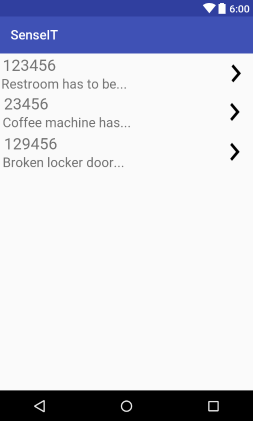 6:00
SenseIT
123456
Restroom has to be...
23456
Coffee machine has...
129456
Broken locker door...